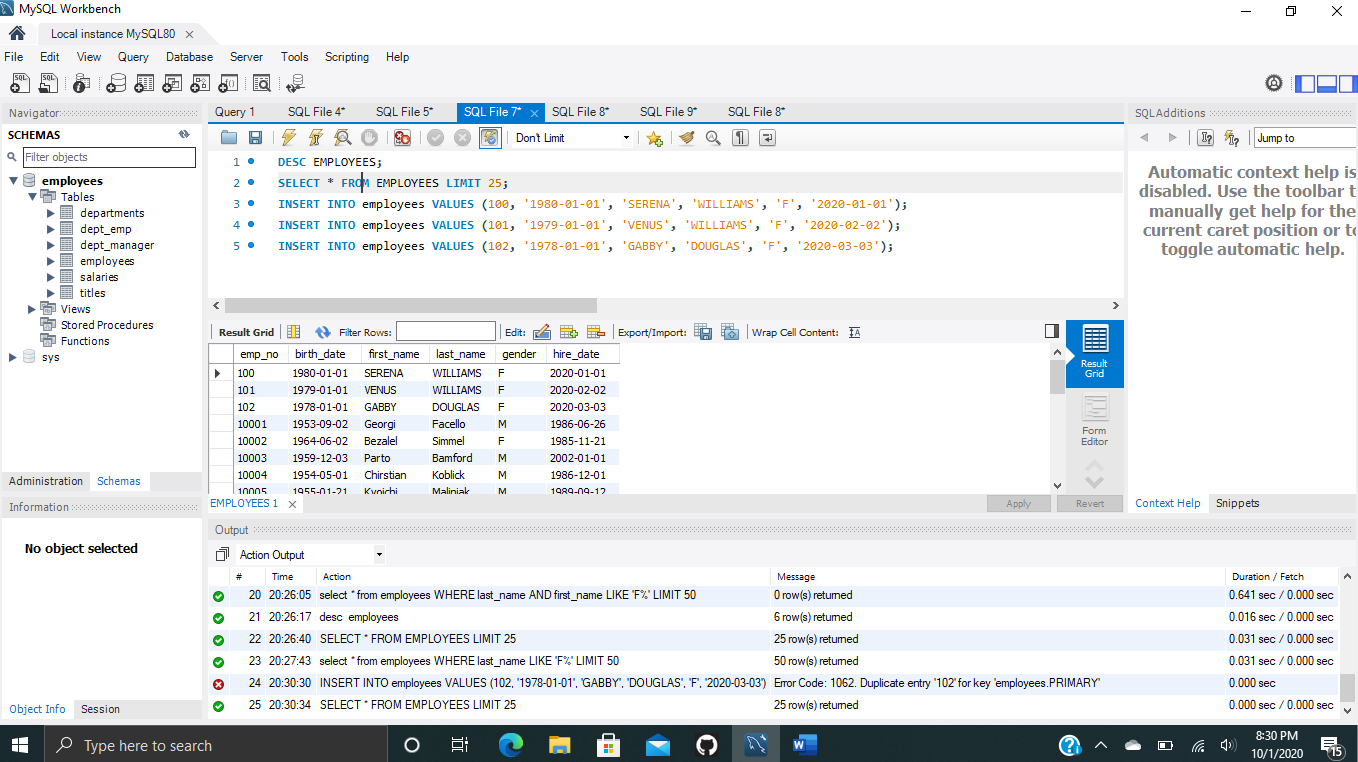 MySQL Workbench
Local instance MySQL80
File Edit View Query Database Server Tools Scripting Help
Navigator
SCHEMAS
Filter objects
employees
Tables
departments
dept_emp
dept_manager
employees
salaries
titles
Views
Stored Procedures
Functions
sys
Administration Schemas
Information
No object selected
Object Info Session
Query 1 SQL File 4* SQL File 5* SQL File 7* SQL File 8* SQL File 9* SQL File 8*
Don't Limit
1 DESC EMPLOYEES;
2 SELECT * FROM EMPLOYEES LIMIT 25;
3 INSERT INTO employees VALUES (100, '1980-01-01', 'SERENA', 'WILLIAMS', 'F', '2020-01-01');
4 INSERT INTO employees VALUES (101, '1979-01-01', 'VENUS', 'WILLIAMS', 'F', '2020-02-02');
5 INSERT INTO employees VALUES (102, '1978-01-01', 'GABBY', 'DOUGLAS', 'F', '2020-03-03');
Result Grid Filter Rows: Edit: Export/Import: Wrap Cell Content:
emp_no birth_date first_name last_name gender hire_date
100 1980-01-01 SERENA WILLIAMS F 2020-01-01
101 1979-01-01 VENUS WILLIAMS F 2020-02-02
102 1978-01-01 GABBY DOUGLAS F 2020-03-03
10001 1953-09-02 Georgi Facello M 1986-06-26
10002 1964-06-02 Bezalel Simmel F 1985-11-21
10003 1959-12-03 Parto Bamford M 2002-01-01
10004 1954-05-01 Chirstian Koblick M 1986-12-01
10005 1955-01-21 Kyoichi Maliniak M 1989-09-12
Result
Grid
Form
Editor
EMPLOYEES 1
Apply Revert
SQLAdditions
Jump to
Automatic context help is
disabled. Use the toolbar t
manually get help for the
current caret position or to
toggle automatic help.
Context Help Snippets
Output
Action Output
# Time Action Message Duration / Fetch
20 20:26:05 select * from employees WHERE last_name AND first_name LIKE 'F%' LIMIT 50 0 row(s) returned 0.641 sec / 0.000 sec
21 20:26:17 desc employees 6 row(s) returned 0.016 sec / 0.000 sec
22 20:26:40 SELECT * FROM EMPLOYEES LIMIT 25 25 row(s) returned 0.031 sec / 0.000 sec
23 20:27:43 select * from employees WHERE last_name LIKE 'F%' LIMIT 50 50 row(s) returned 0.031 sec / 0.000 sec
24 20:30:30 INSERT INTO employees VALUES (102, '1978-01-01', 'GABBY', 'DOUGLAS', 'F', '2020-03-03') Error Code: 1062. Duplicate entry '102' for key 'employees.PRIMARY' 0.000 sec
25 20:30:34 SELECT * FROM EMPLOYEES LIMIT 25 25 row(s) returned 0.000 sec / 0.000 sec
Type here to search
8:30 PM
10/1/2020
15